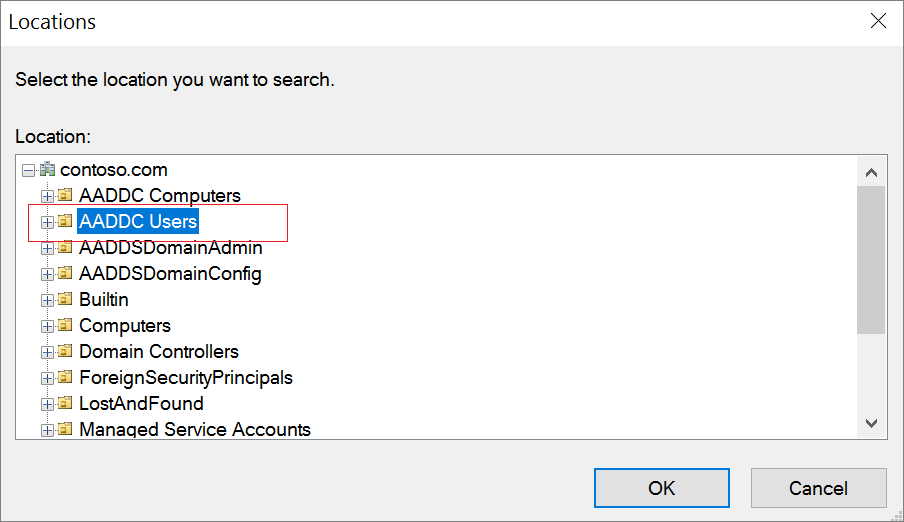 Locations
Select the location you want to search.
Location:
contoso.com
AADDC Computers
AADDC Users
AADDSDomainAdmin
AADDSDomainConfig
Builtin
Computers
Domain Controllers
ForeignSecurityPrincipals
LostAndFound
Managed Service Accounts
OK Cancel